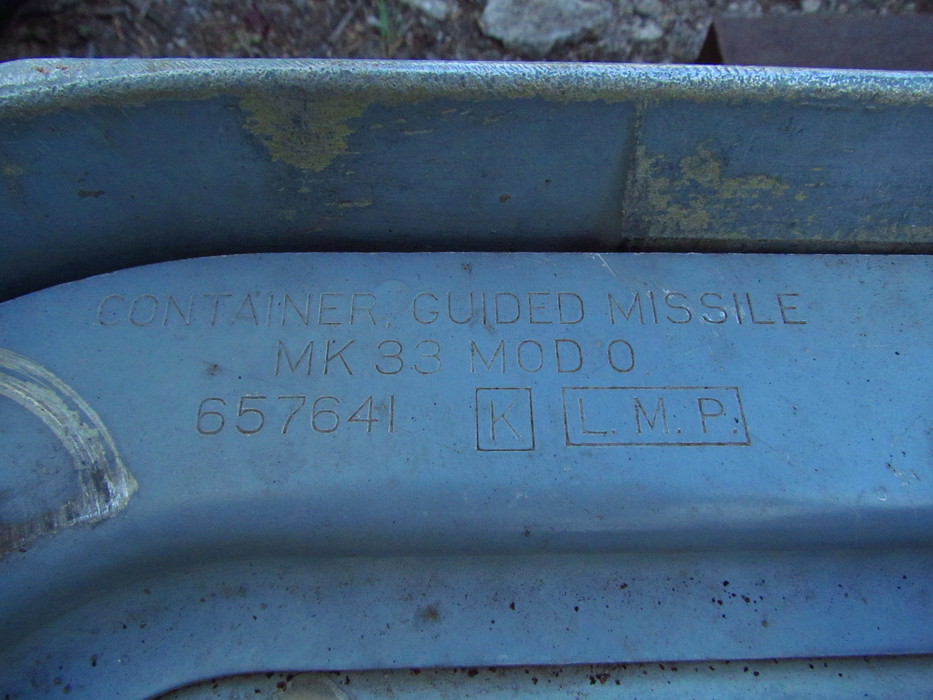 CONTAINER, GUIDED MISSILE
MK 33 MOD 0
657641 K L. M. P.